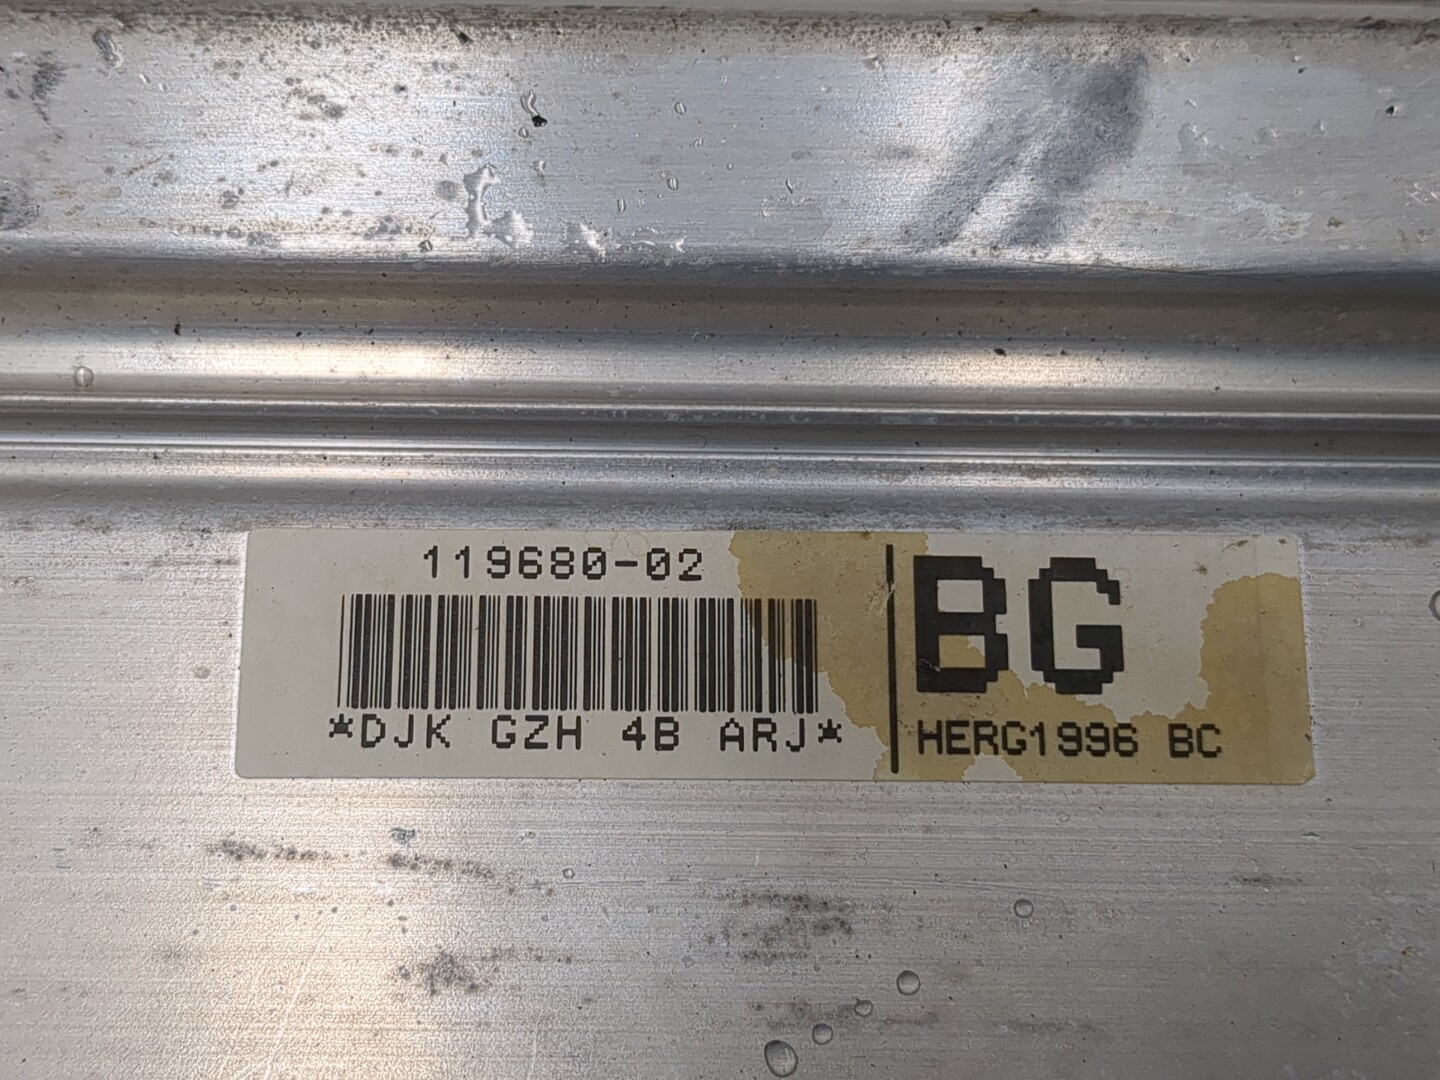 119680-02
*DJK GZH 4B ARJ*
BG
HERG1996 BC